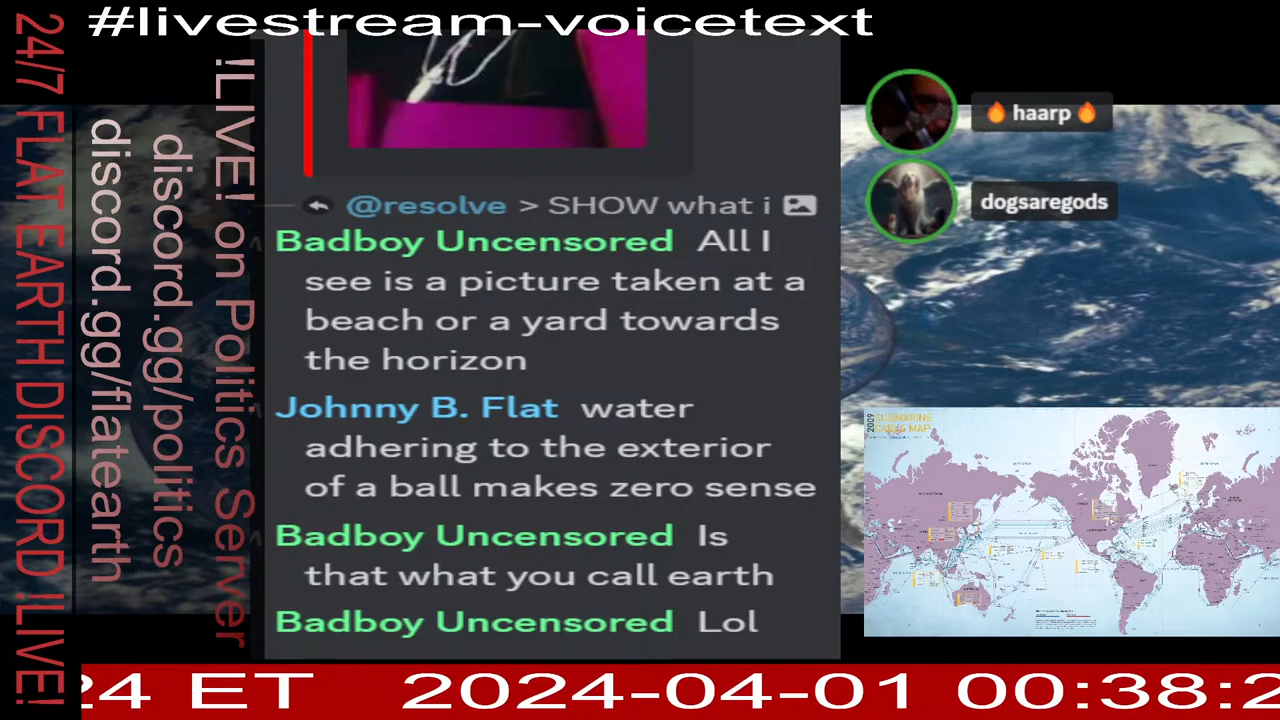 #livestream-voicetext
24/7 FLAT EARTH DISCORD !LIVE!
discord.gg/flatearth
discord.gg/politics
!LIVE! on Politics Server
@resolve > SHOW what i
Badboy Uncensored All I
see is a picture taken at a
beach or a yard towards
the horizon
Johnny B. Flat water
adhering to the exterior
of a ball makes zero sense
Badboy Uncensored Is
that what you call earth
Badboy Uncensored Lol
🔥 haarp 🔥
dogsaregods
2009 SUBMARINE
CABLE MAP
24 ET 2024-04-01 00:38:2